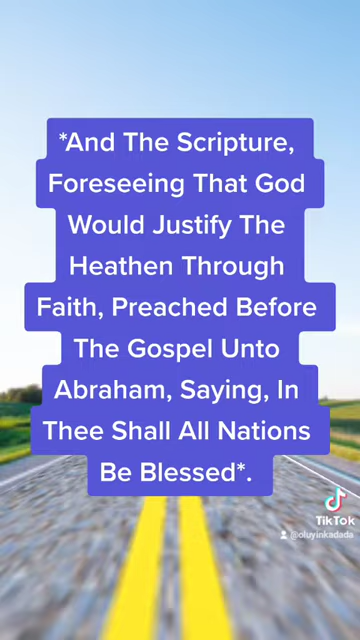 *And The Scripture,
Foreseeing That God
Would Justify The
Heathen Through
Faith, Preached Before
The Gospel Unto
Abraham, Saying, In
Thee Shall All Nations
Be Blessed*.
TikTok
@oluyinkadada